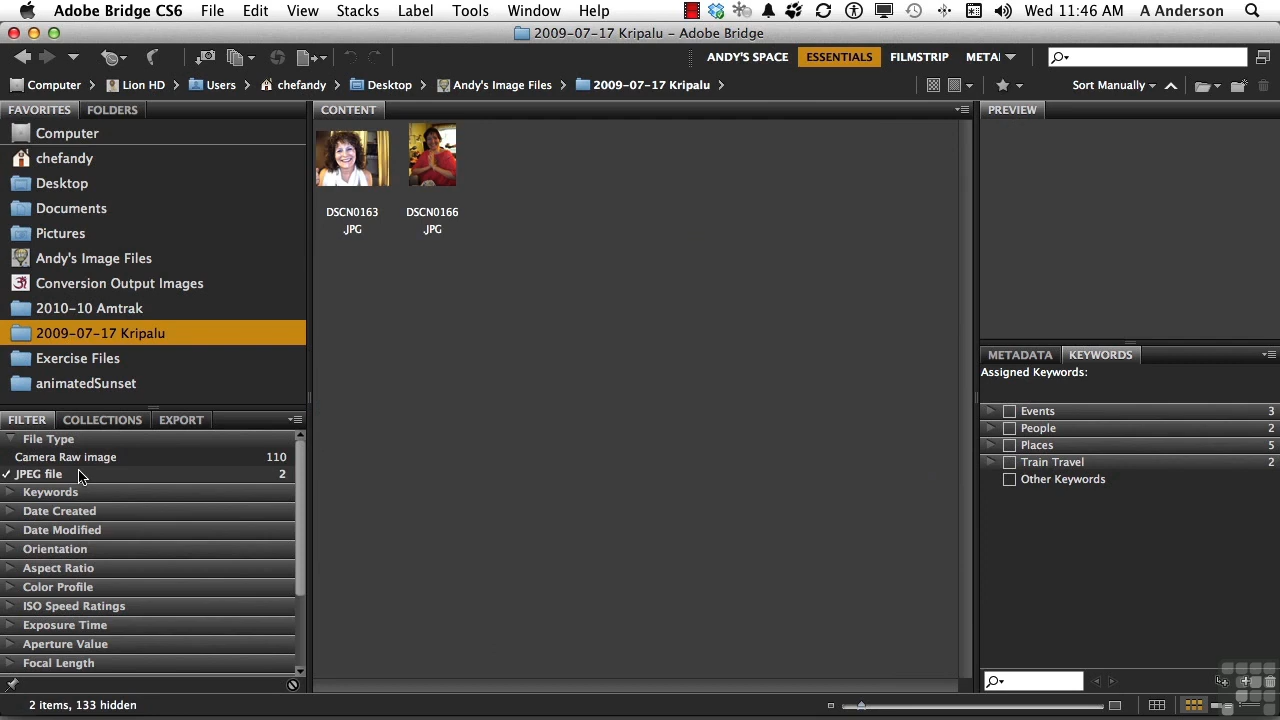 Adobe Bridge CS6 File Edit View Stacks Label Tools Window Help Wed 11:46 AM A Anderson
2009-07-17 Kripalu – Adobe Bridge
ANDY'S SPACE ESSENTIALS FILMSTRIP META
Computer Lion HD Users chefandy Desktop Andy's Image Files 2009-07-17 Kripalu Sort Manually
FAVORITES FOLDERS
Computer
chefandy
Desktop
Documents
Pictures
Andy's Image Files
Conversion Output Images
2010-10 Amtrak
2009-07-17 Kripalu
Exercise Files
animatedSunset
FILTER COLLECTIONS EXPORT
File Type
Camera Raw image 110
✓ JPEG file 2
Keywords
Date Created
Date Modified
Orientation
Aspect Ratio
Color Profile
ISO Speed Ratings
Exposure Time
Aperture Value
Focal Length
CONTENT
DSCN0163
.JPG
DSCN0166
.JPG
PREVIEW
METADATA KEYWORDS
Assigned Keywords:
Events 3
People 2
Places 5
Train Travel 2
Other Keywords
2 items, 133 hidden